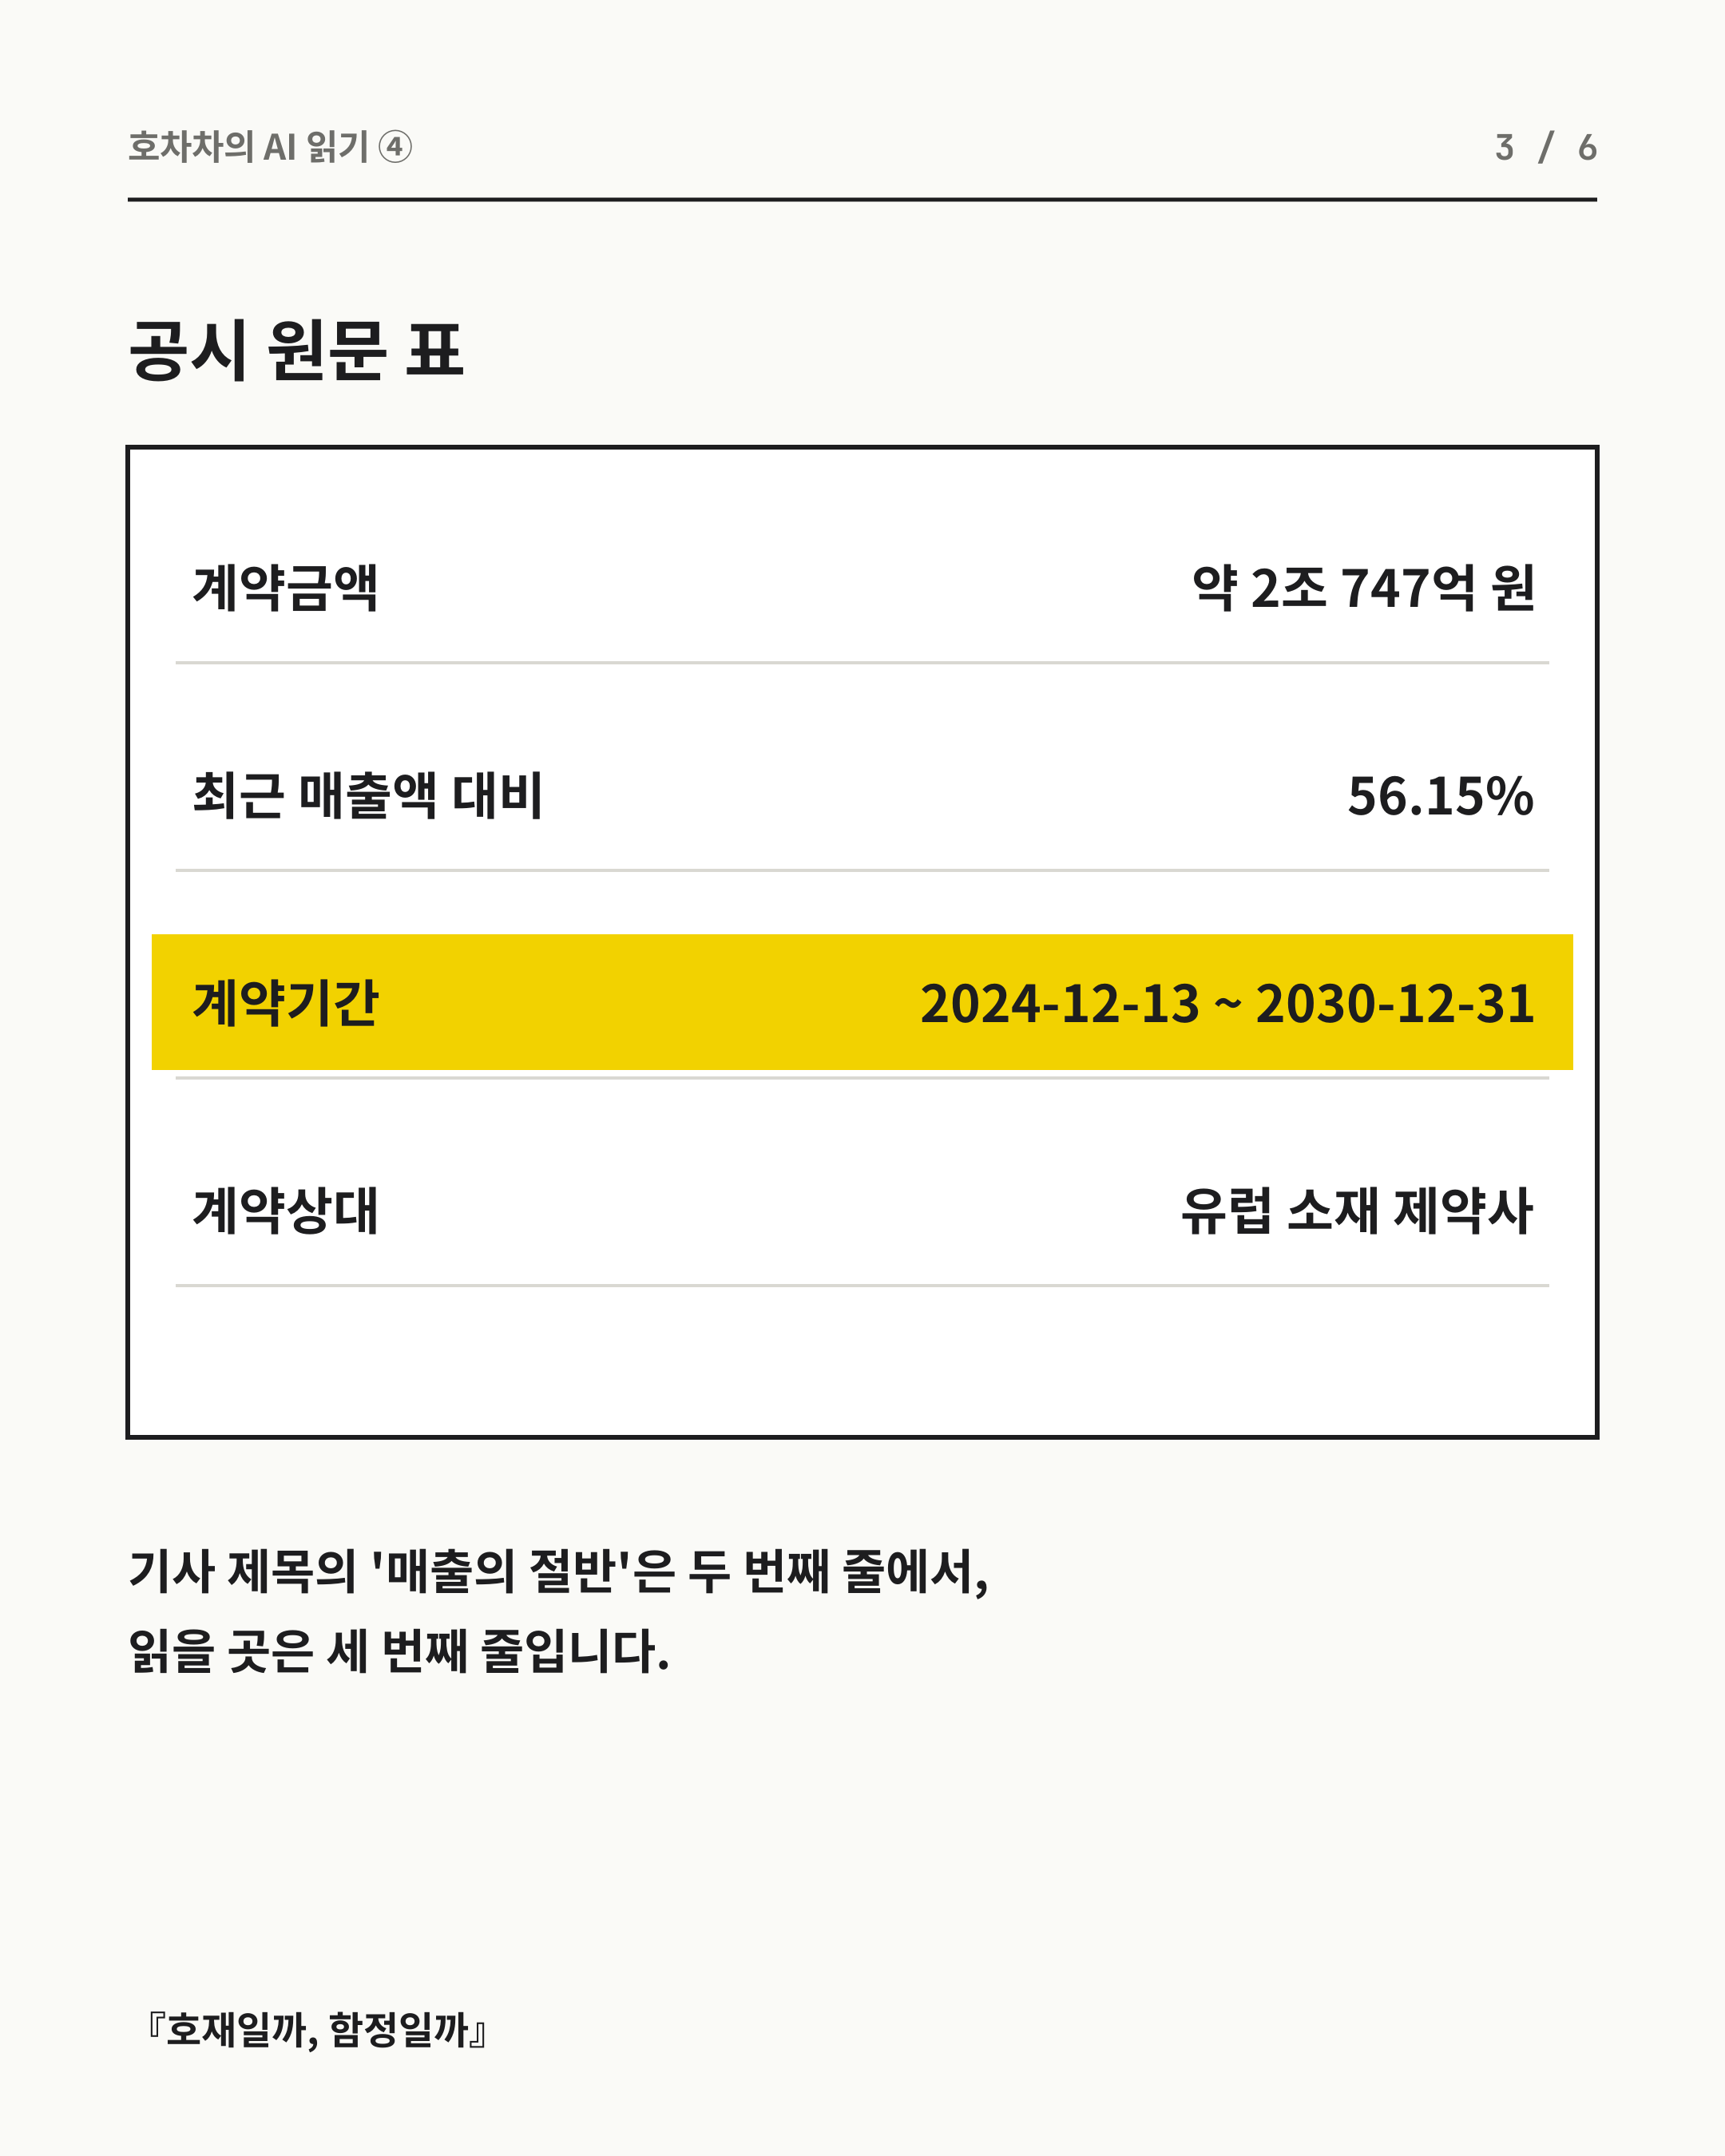 호차차의 AI 읽기 ④
3 / 6
공시 원문 표
계약금액 약 2조 747억 원
최근 매출액 대비 56.15%
계약기간 2024-12-13 ~ 2030-12-31
계약상대 유럽 소재 제약사
기사 제목의 '매출의 절반'은 두 번째 줄에서,
읽을 곳은 세 번째 줄입니다.
『호재일까, 함정일까』